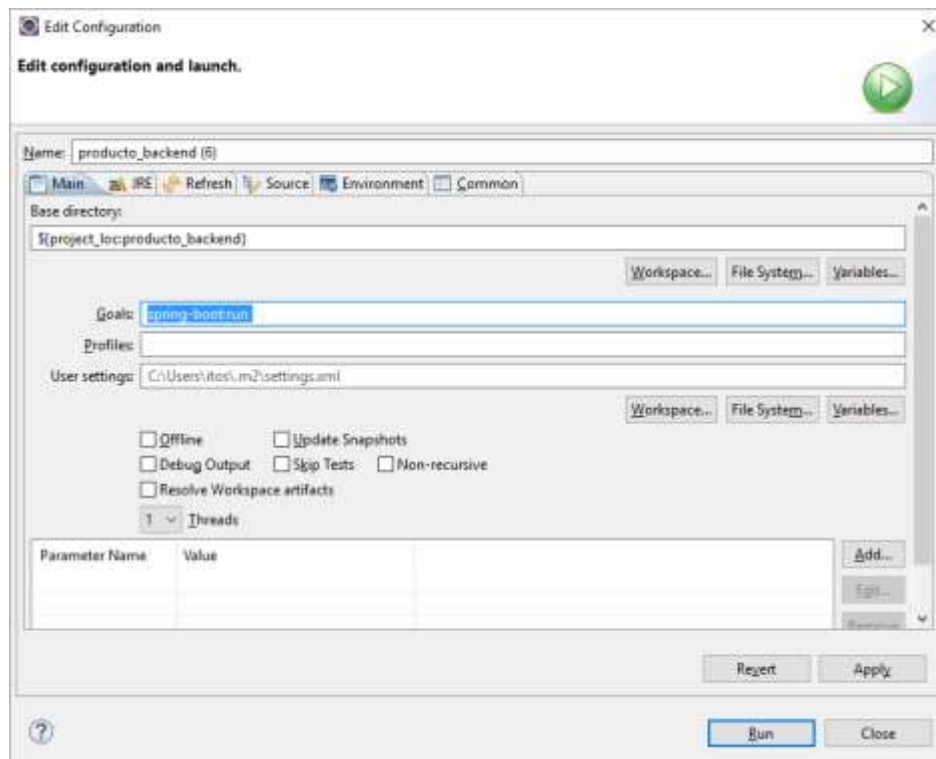 Edit Configuration
Edit configuration and launch.
Name: producto_backend (6)
Main JRE Refresh Source Environment Common
Base directory:
${project_loc:producto_backend}
Workspace... File System... Variables...
Goals: spring-boot:run
Profiles:
User settings: C:\Users\itos\.m2\settings.xml
Workspace... File System... Variables...
Offline Update Snapshots
Debug Output Skip Tests Non-recursive
Resolve Workspace artifacts
1 Threads
Parameter Name Value Add...
Edit...
Remove
Revert Apply
Run Close